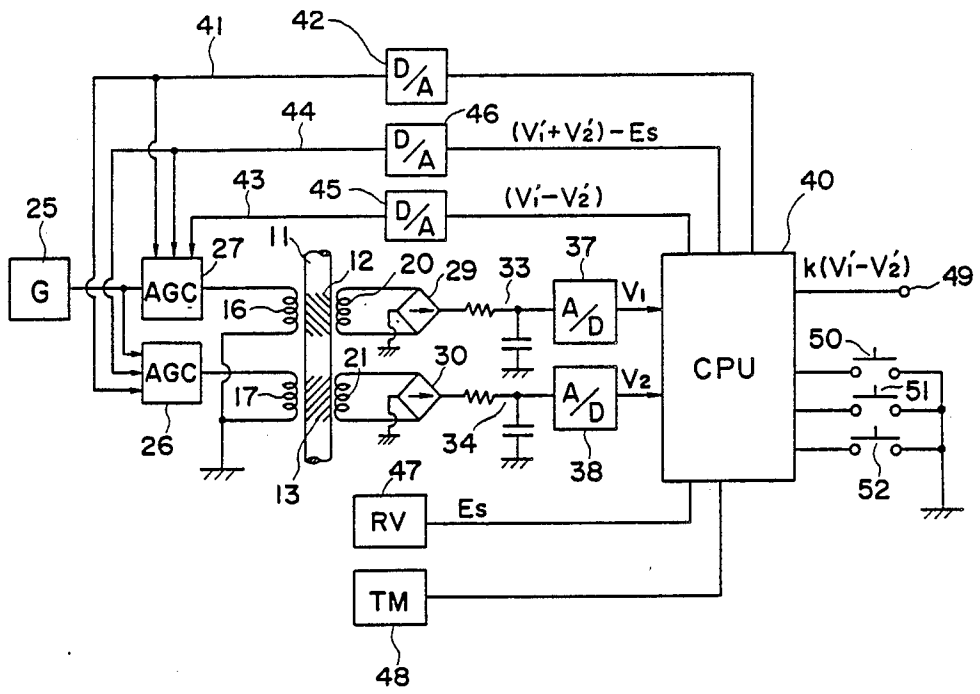 41
42
D/A
44
46
D/A
(V₁'+V₂')-Es
43
45
D/A
(V₁'-V₂')
40
25
G
27
AGC
11
12
16
20
29
33
37
A/D
V₁
CPU
k(V₁'-V₂')
49
AGC
26
17
13
21
30
34
A/D
38
V₂
50
51
52
47
RV
Es
TM
48